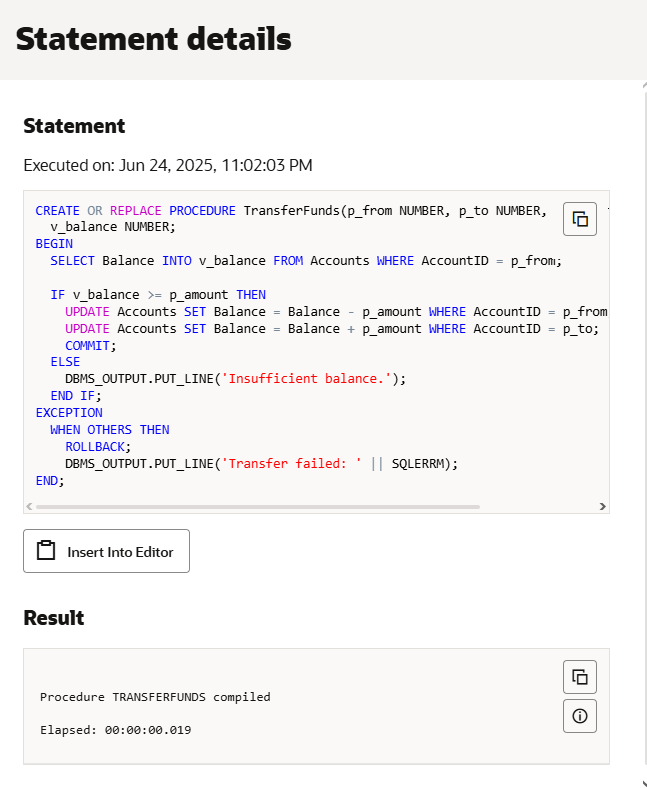 Statement details
Statement
Executed on: Jun 24, 2025, 11:02:03 PM
CREATE OR REPLACE PROCEDURE TransferFunds(p_from NUMBER, p_to NUMBER,
v_balance NUMBER;
BEGIN
SELECT Balance INTO v_balance FROM Accounts WHERE AccountID = p_from;
IF v_balance >= p_amount THEN
UPDATE Accounts SET Balance = Balance - p_amount WHERE AccountID = p_from
UPDATE Accounts SET Balance = Balance + p_amount WHERE AccountID = p_to;
COMMIT;
ELSE
DBMS_OUTPUT.PUT_LINE('Insufficient balance.');
END IF;
EXCEPTION
WHEN OTHERS THEN
ROLLBACK;
DBMS_OUTPUT.PUT_LINE('Transfer failed: ' || SQLERRM);
END;
Insert Into Editor
Result
Procedure TRANSFERFUNDS compiled
Elapsed: 00:00:00.019